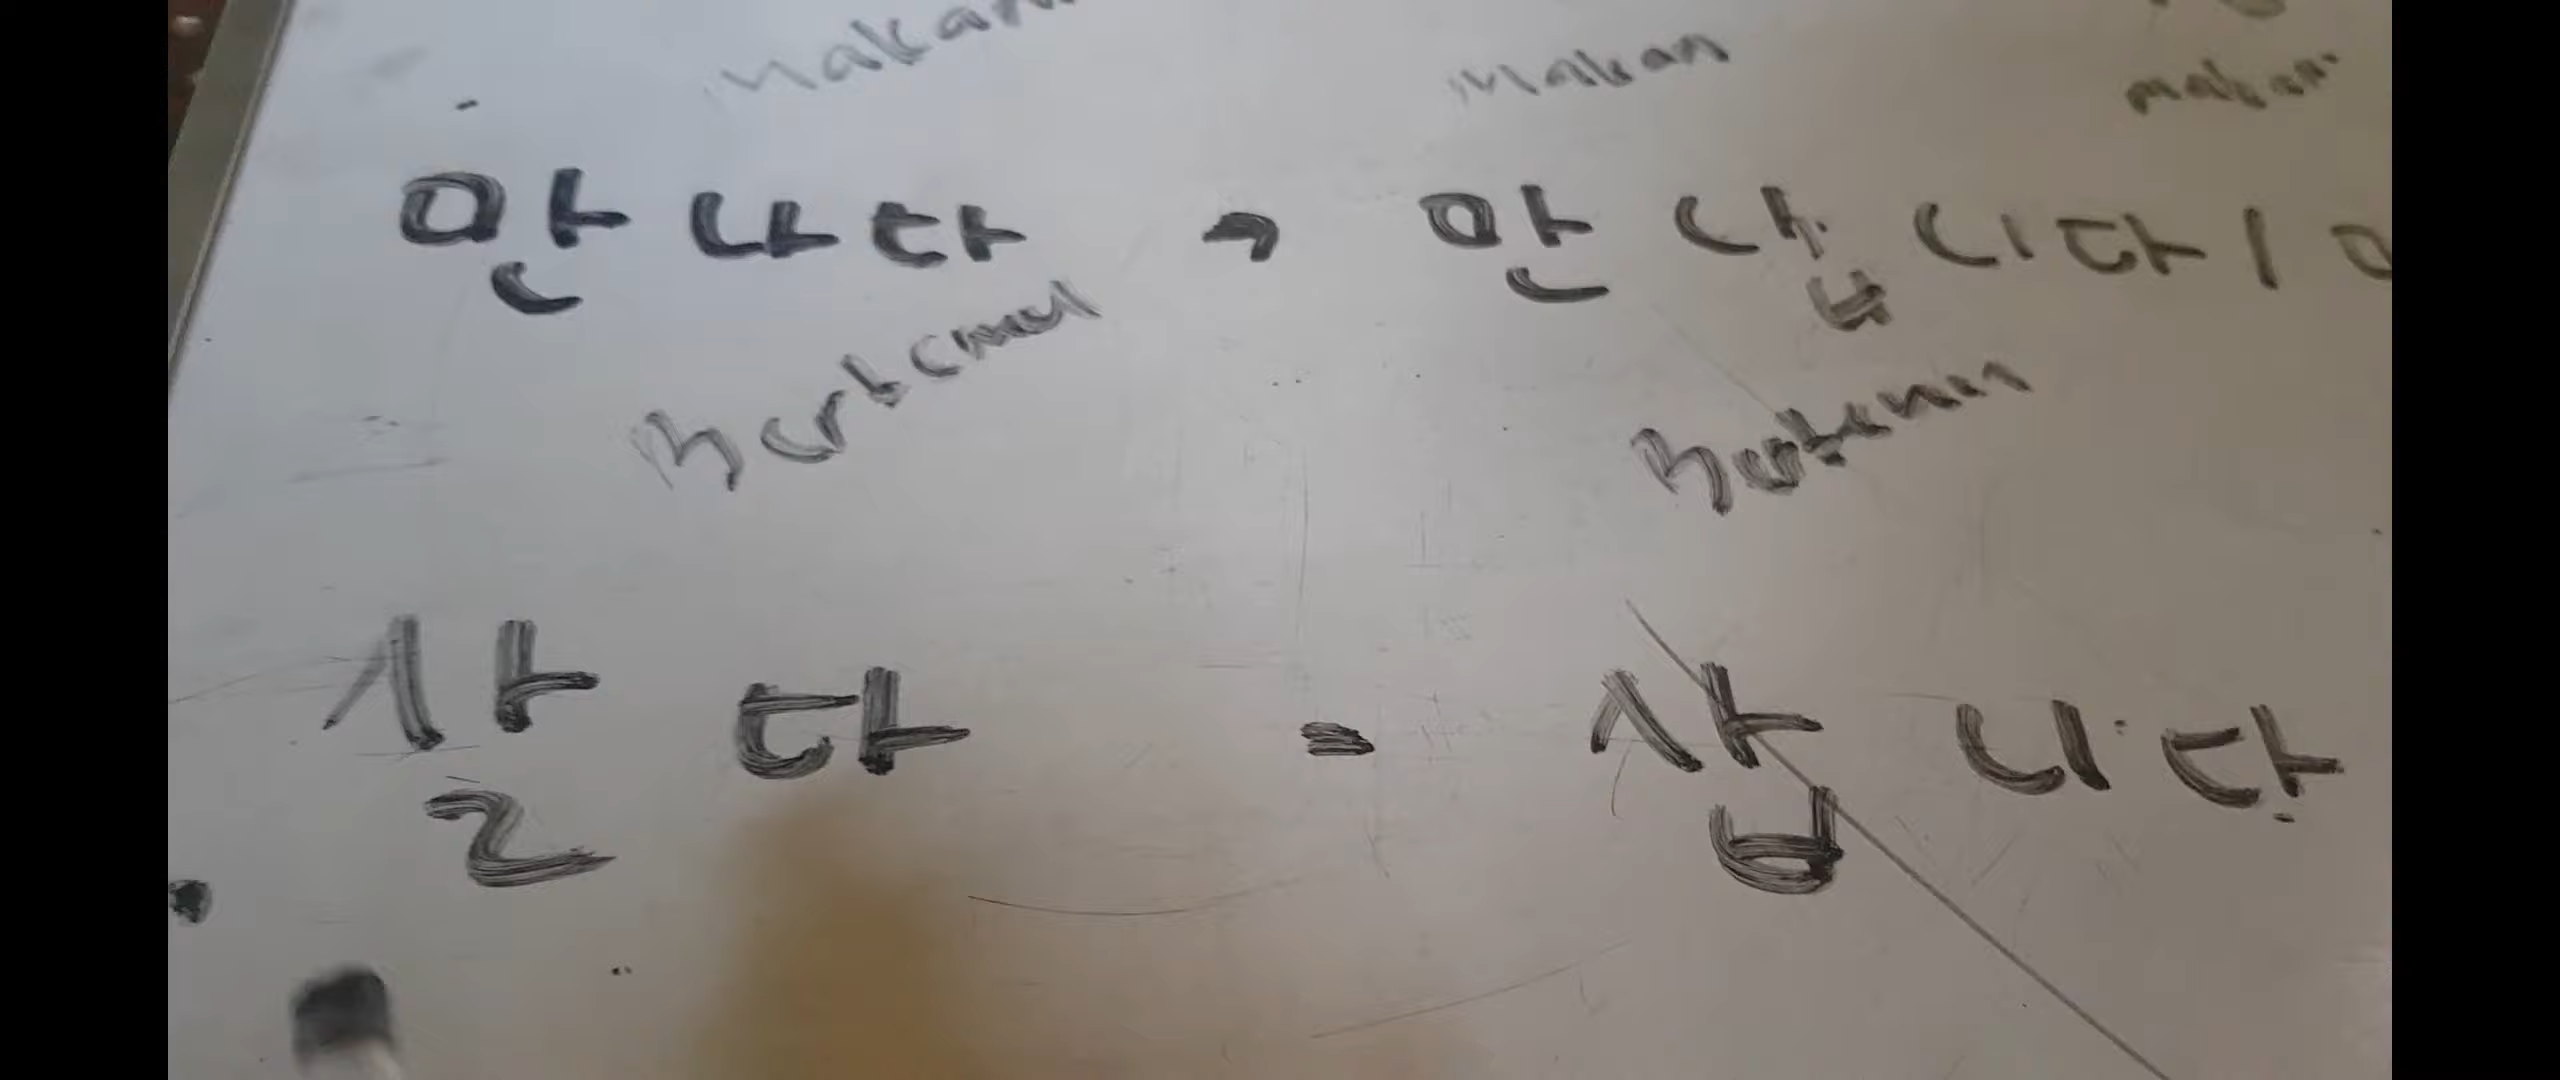 Makan Makan makan
만 나다 → 만 납 니다 /
Bertemu Bertemu
살 다 = 삽 니다